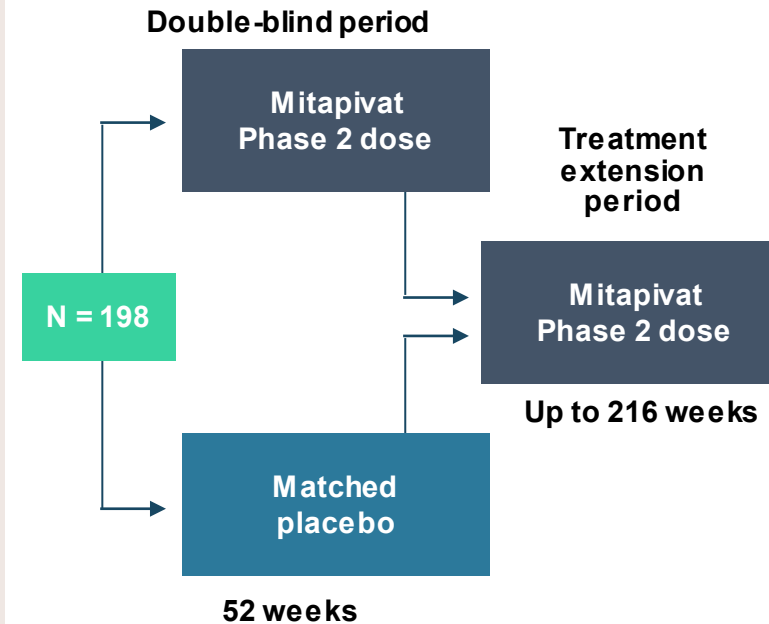 Double-blind period
Mitapivat
Phase 2 dose
Treatment
extension
period
N = 198
Mitapivat
Phase 2 dose
Up to 216 weeks
Matched
placebo
52 weeks